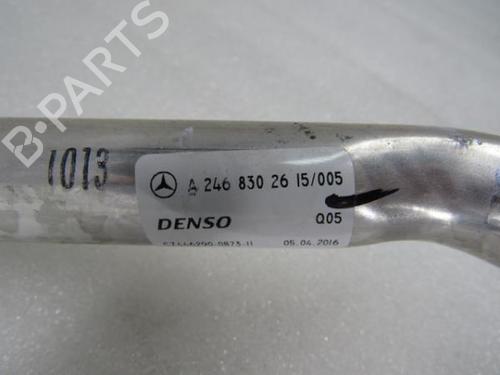 B-PARTS
1013
A 246 830 26 15/005
DENSO Q05
05.04.2016